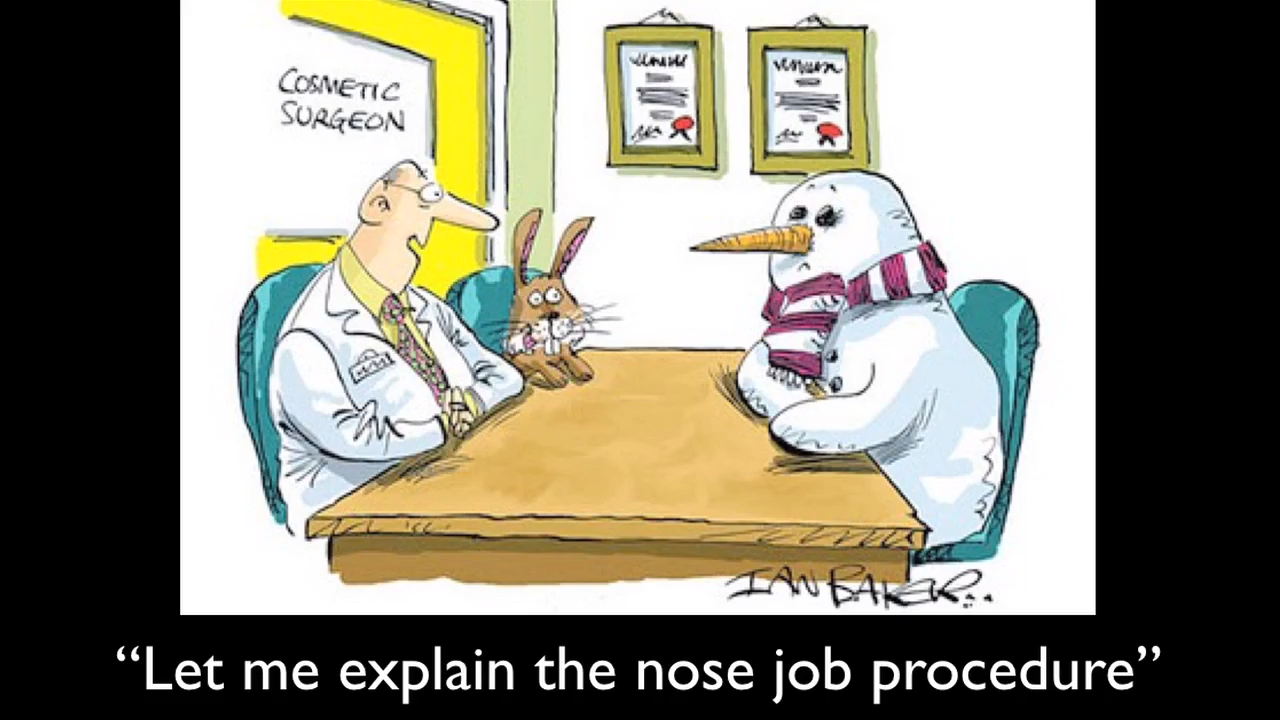 COSMETIC
SURGEON
IAN BAKER..
“Let me explain the nose job procedure”